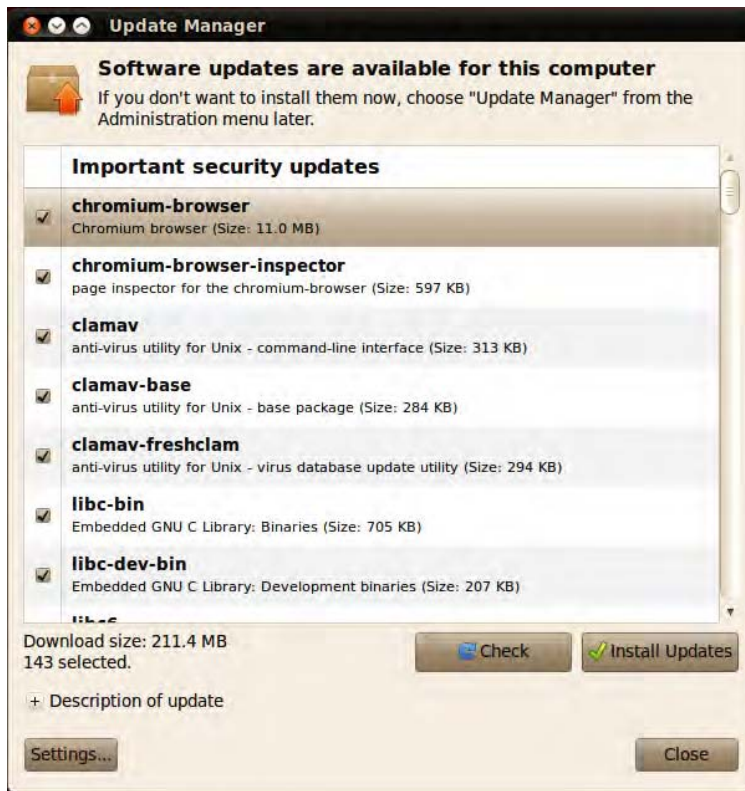 Update Manager
Software updates are available for this computer
If you don't want to install them now, choose "Update Manager" from the
Administration menu later.
Important security updates
chromium-browser
Chromium browser (Size: 11.0 MB)
chromium-browser-inspector
page inspector for the chromium-browser (Size: 597 KB)
clamav
anti-virus utility for Unix - command-line interface (Size: 313 KB)
clamav-base
anti-virus utility for Unix - base package (Size: 284 KB)
clamav-freshclam
anti-virus utility for Unix - virus database update utility (Size: 294 KB)
libc-bin
Embedded GNU C Library: Binaries (Size: 705 KB)
libc-dev-bin
Embedded GNU C Library: Development binaries (Size: 207 KB)
Download size: 211.4 MB
143 selected.
Check
Install Updates
+ Description of update
Settings...
Close